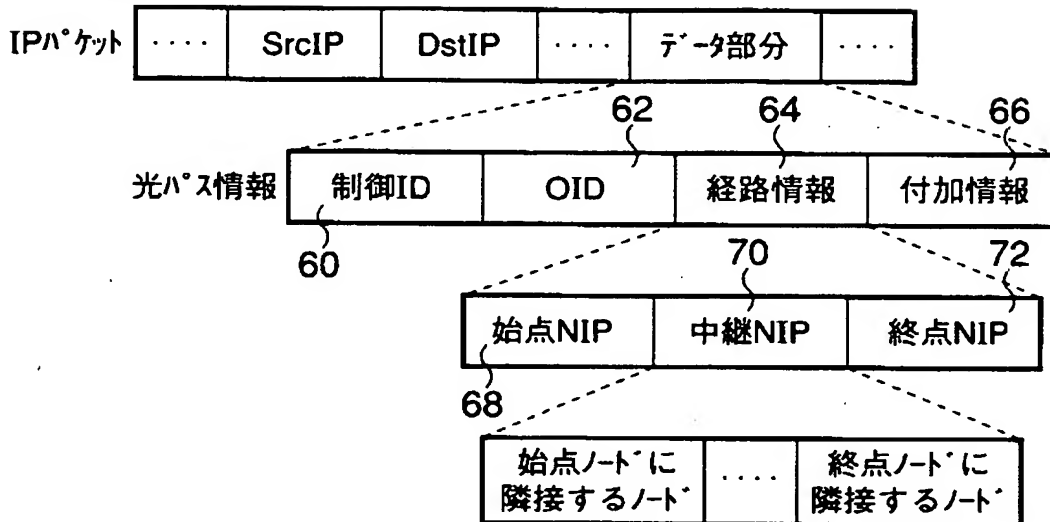 IPパケット ････ SrcIP DstIP ････ データ部分 ････
62 64 66
光パス情報 制御ID OID 経路情報 付加情報
60 70 72
始点NIP 中継NIP 終点NIP
68
始点ノードに ････ 終点ノードに
隣接するノード 隣接するノード